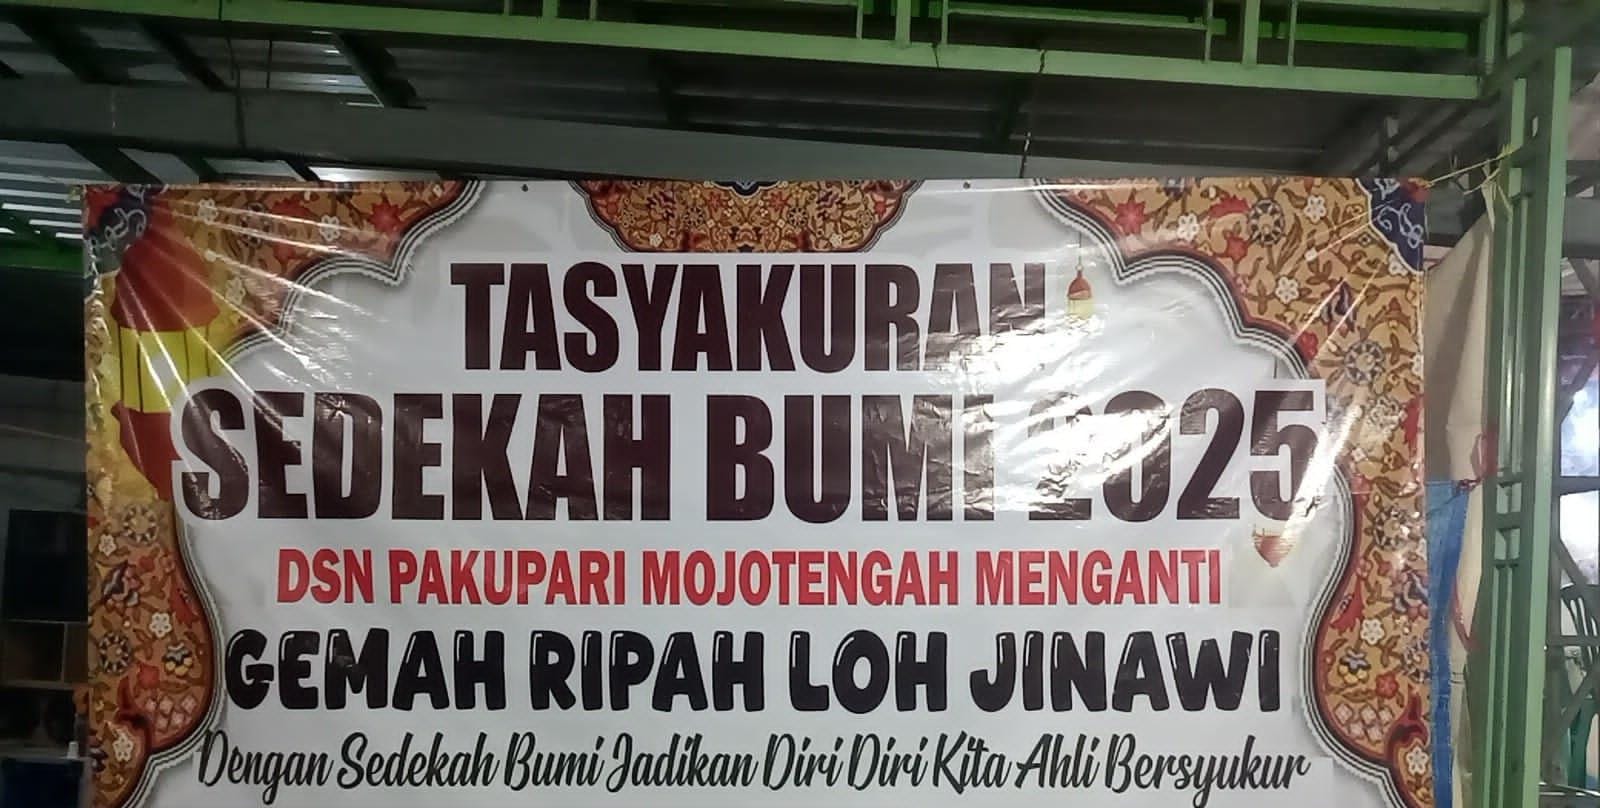 TASYAKURAN
SEDEKAH BUMI 2025
DSN PAKUPARI MOJOTENGAH MENGANTI
GEMAH RIPAH LOH JINAWI
Dengan Sedekah Bumi Jadikan Diri Diri Kita Ahli Bersyukur